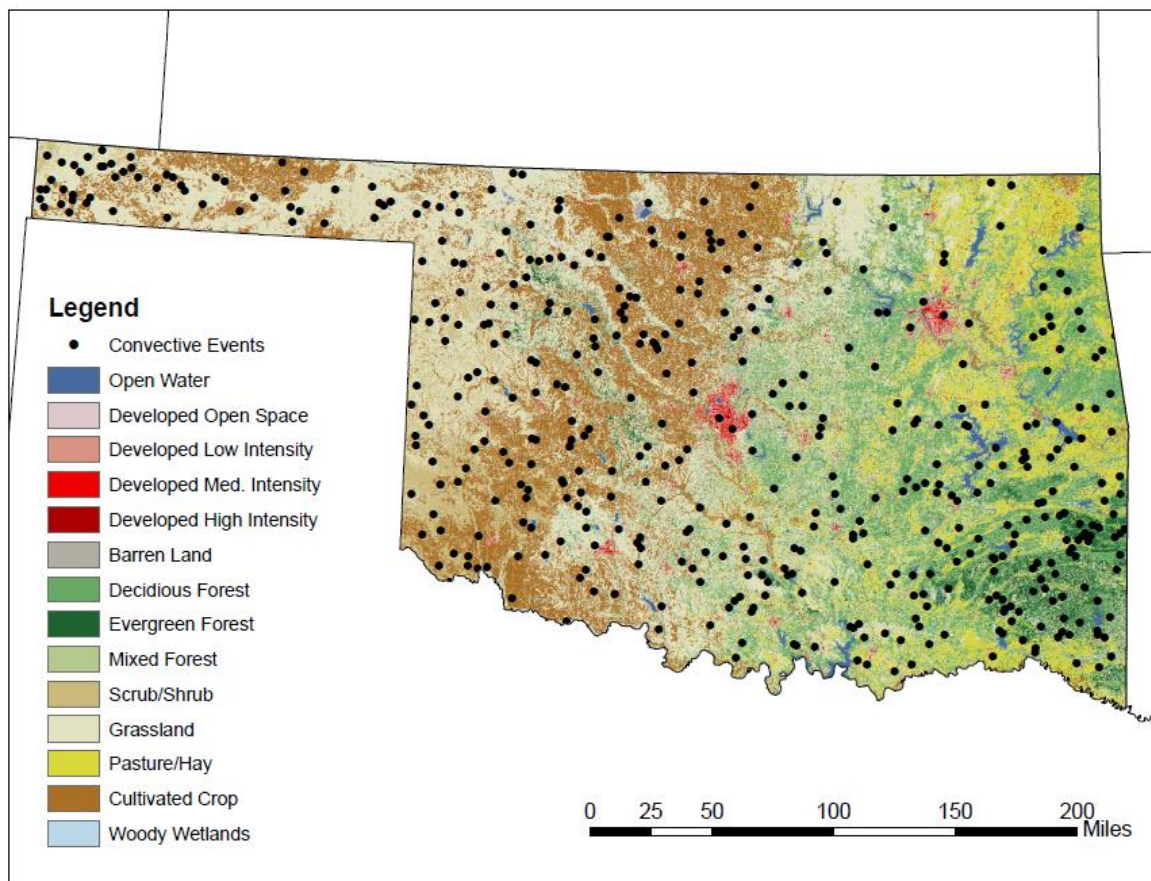 Legend
Convective Events
Open Water
Developed Open Space
Developed Low Intensity
Developed Med. Intensity
Developed High Intensity
Barren Land
Decidious Forest
Evergreen Forest
Mixed Forest
Scrub/Shrub
Grassland
Pasture/Hay
Cultivated Crop
Woody Wetlands
0 25 50 100 150 200
Miles